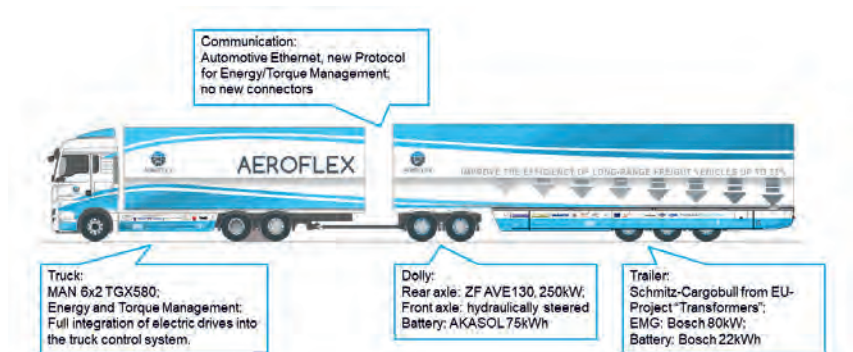 Communication:
Automotive Ethernet, new Protocol
for Energy/Torque Management;
no new connectors
AEROFLEX
IMPROVE THE EFFICIENCY OF LONG-RANGE FREIGHT VEHICLES UP TO 33%
Truck:
MAN 6x2 TGX580;
Energy and Torque Management;
Full integration of electric drives into
the truck control system.
Dolly:
Rear axle: ZF AVE130, 250kW;
Front axle: hydraulically steered
Battery: AKASOL 75kWh
Trailer:
Schmitz-Cargobull from EU-
Project "Transformers";
EMG: Bosch 80kW;
Battery: Bosch 22kWh